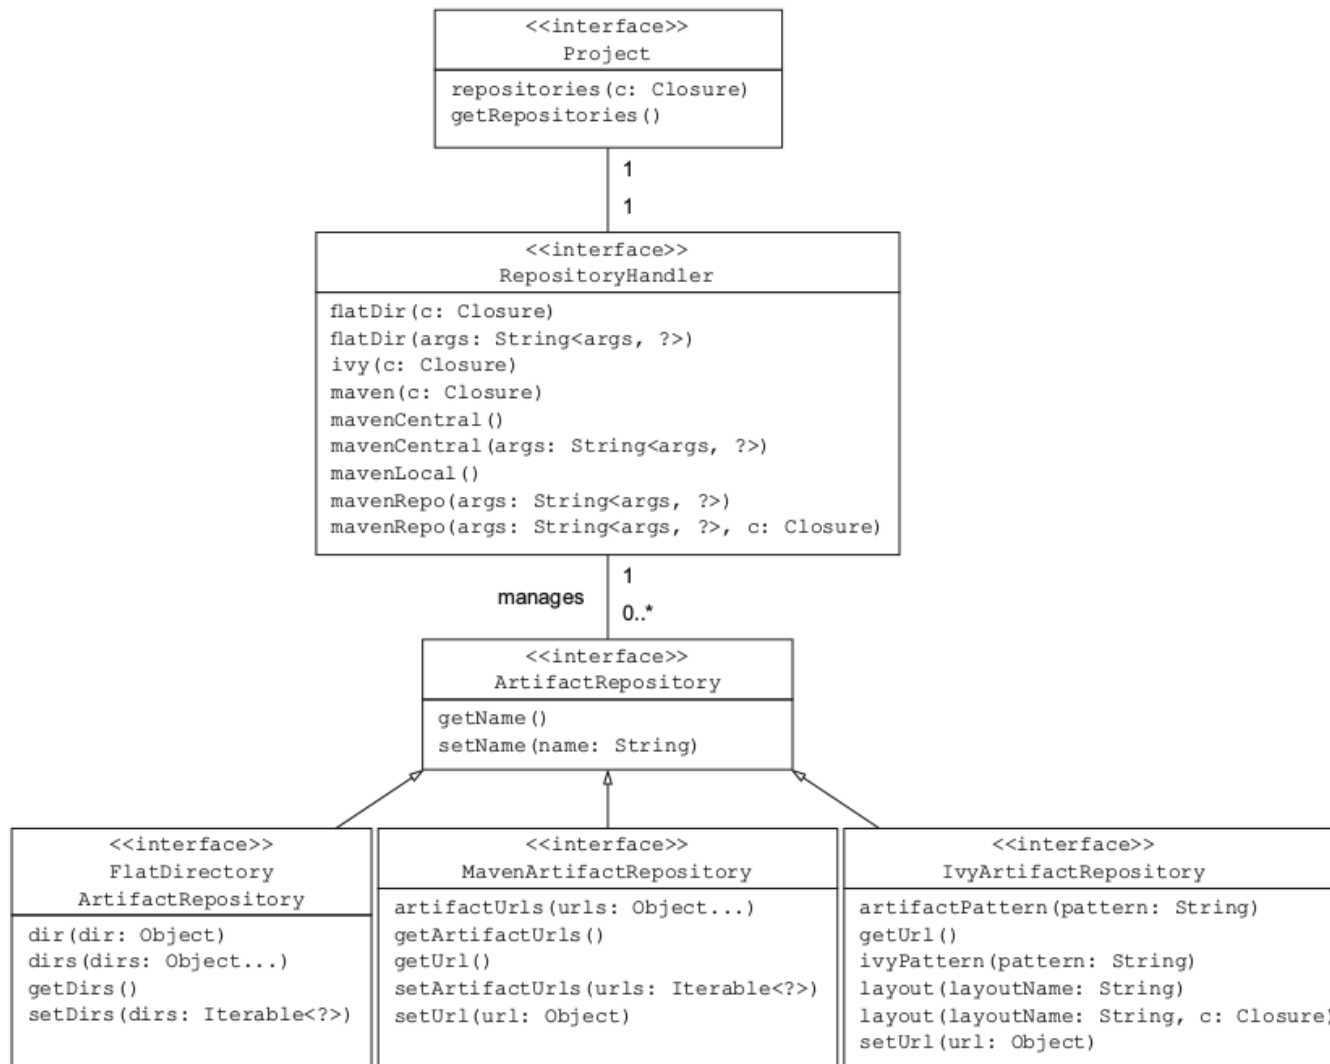 <<interface>>
Project
repositories(c: Closure)
getRepositories()
1
1
<<interface>>
RepositoryHandler
flatDir(c: Closure)
flatDir(args: String<args, ?>)
ivy(c: Closure)
maven(c: Closure)
mavenCentral()
mavenCentral(args: String<args, ?>)
mavenLocal()
mavenRepo(args: String<args, ?>)
mavenRepo(args: String<args, ?>, c: Closure)
manages
1
0..*
<<interface>>
ArtifactRepository
getName()
setName(name: String)
<<interface>>
FlatDirectory
ArtifactRepository
dir(dir: Object)
dirs(dirs: Object...)
getDirs()
setDirs(dirs: Iterable<?>)
<<interface>>
MavenArtifactRepository
artifactUrls(urls: Object...)
getArtifactUrls()
getUrl()
setArtifactUrls(urls: Iterable<?>)
setUrl(url: Object)
<<interface>>
IvyArtifactRepository
artifactPattern(pattern: String)
getUrl()
ivyPattern(pattern: String)
layout(layoutName: String)
layout(layoutName: String, c: Closure)
setUrl(url: Object)